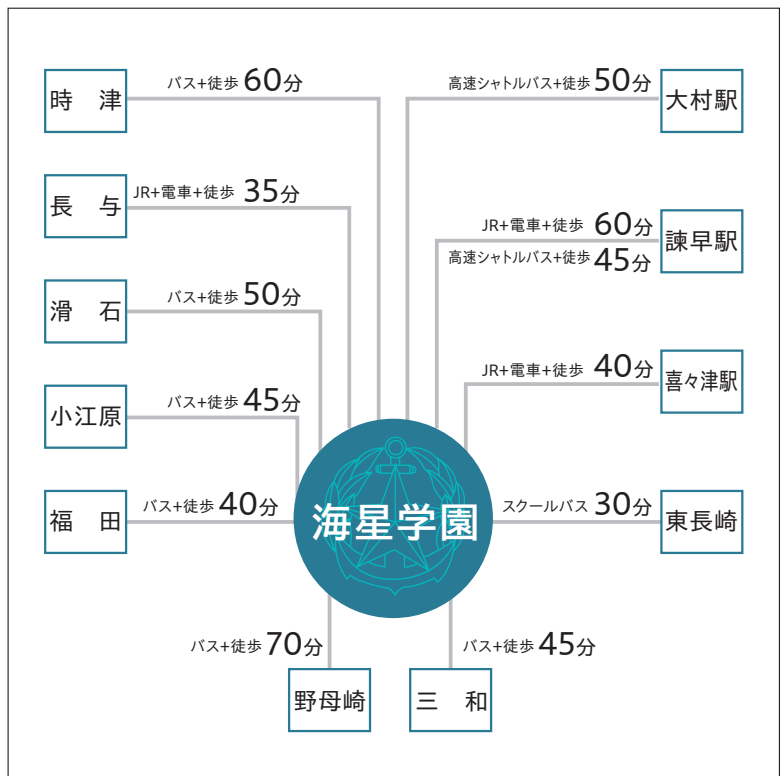 時　津
バス+徒歩 60分
長　与
JR+電車+徒歩 35分
滑　石
バス+徒歩 50分
小江原
バス+徒歩 45分
福　田
バス+徒歩 40分
高速シャトルバス+徒歩 50分
大村駅
JR+電車+徒歩 60分
高速シャトルバス+徒歩 45分
諫早駅
JR+電車+徒歩 40分
喜々津駅
スクールバス 30分
東長崎
海星学園
バス+徒歩 70分
野母崎
バス+徒歩 45分
三　和